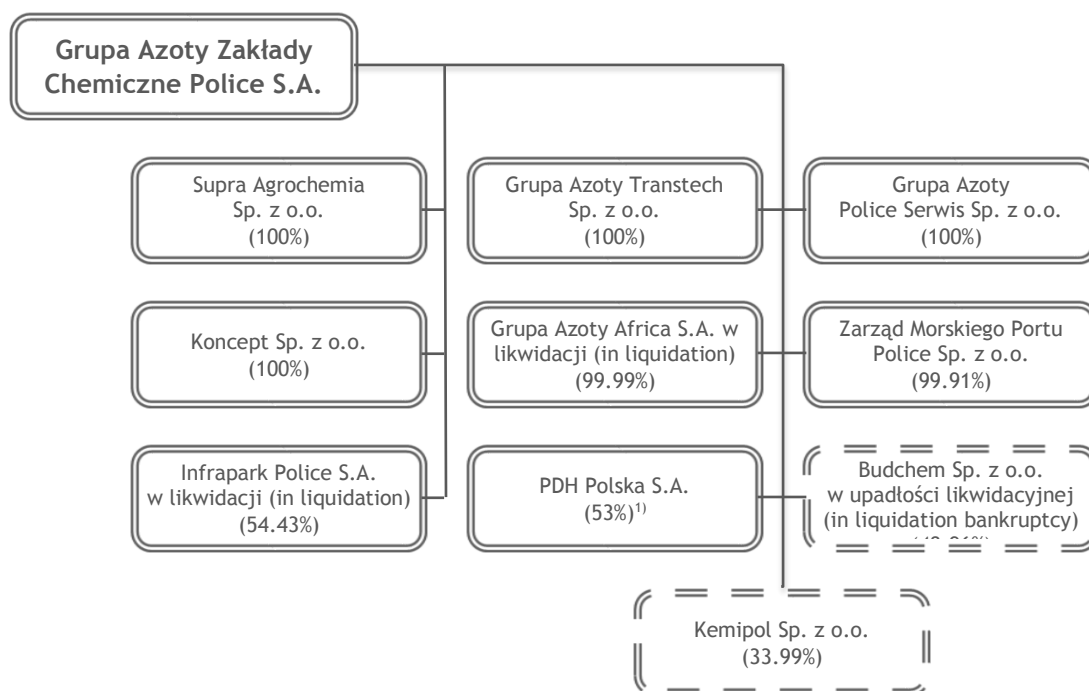 Grupa Azoty Zakłady
Chemiczne Police S.A.
Supra Agrochemia
Sp. z o.o.
(100%)
Grupa Azoty Transtech
Sp. z o.o.
(100%)
Grupa Azoty
Police Serwis Sp. z o.o.
(100%)
Koncept Sp. z o.o.
(100%)
Grupa Azoty Africa S.A. w
likwidacji (in liquidation)
(99.99%)
Zarząd Morskiego Portu
Police Sp. z o.o.
(99.91%)
Infrapark Police S.A.
w likwidacji (in liquidation)
(54.43%)
PDH Polska S.A.
(53%)¹⁾
Budchem Sp. z o.o.
w upadłości likwidacyjnej
(in liquidation bankruptcy)
Kemipol Sp. z o.o.
(33.99%)